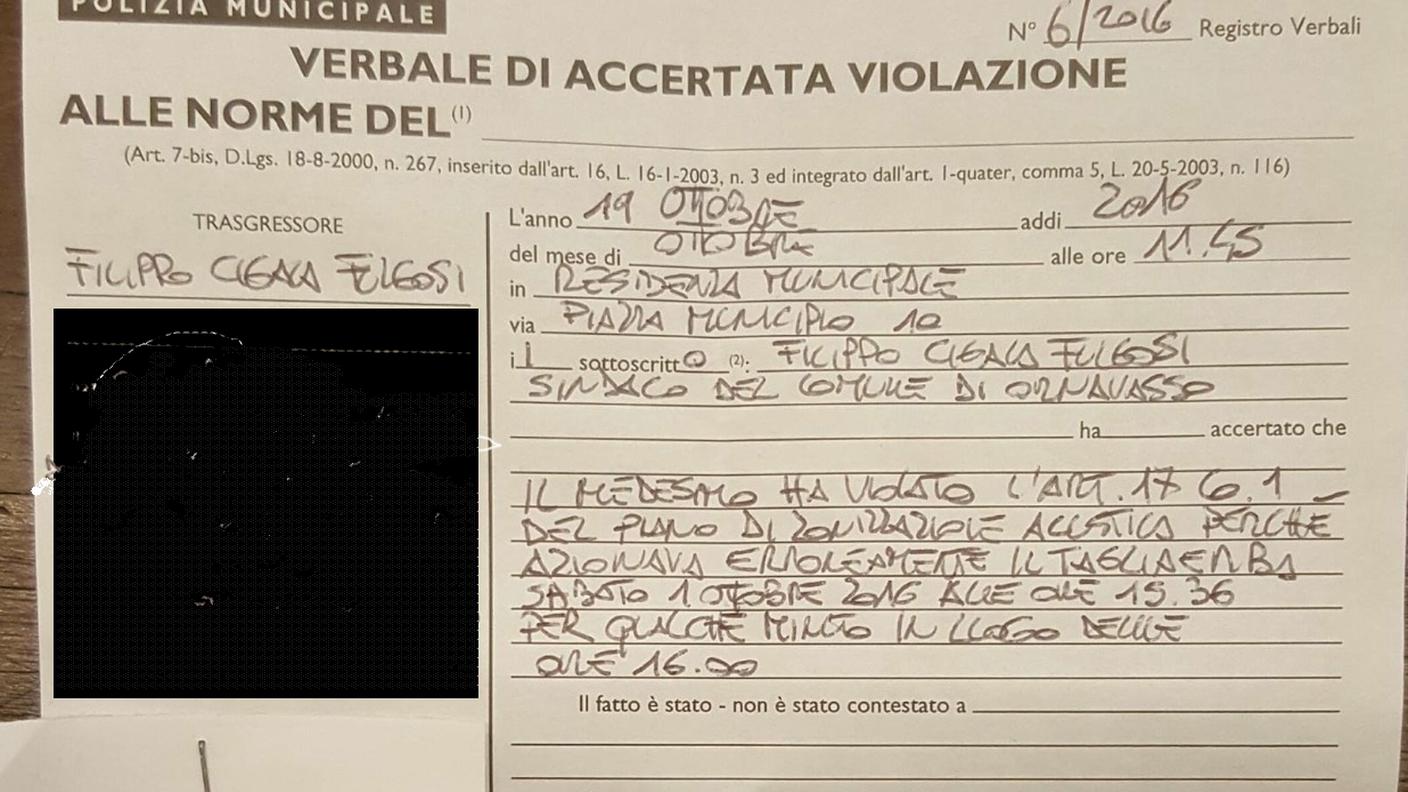 POLIZIA MUNICIPALE
N° 6/2016 Registro Verbali
VERBALE DI ACCERTATA VIOLAZIONE
ALLE NORME DEL (1)
(Art. 7-bis, D.Lgs. 18-8-2000, n. 267, inserito dall'art. 16, L. 16-1-2003, n. 3 ed integrato dall'art. 1-quater, comma 5, L. 20-5-2003, n. 116)
TRASGRESSORE
FILIPPO CIGALA FULGOSI
L'anno 19 OTTOBRE addi 2016
del mese di OTTOBRE alle ore 11.45
in RESIDENZA MUNICIPALE
via PIAZZA MUNICIPIO 10
il sottoscritto (2): FILIPPO CIGALA FULGOSI
SINDACO DEL COMUNE DI ORNAVASSO
ha accertato che
IL MEDESIMO HA VIOLATO L'ART. 17 C.1
DEL PIANO DI ZONIZZAZIONE ACUSTICA PERCHE
AZIONAVA ERRONEAMENTE IL TAGLIAERBA
SABATO 1 OTTOBRE 2016 ALLE ORE 15.36
PER QUALCHE MINUTO IN LUOGO DELLE
ORE 16.00
Il fatto è stato - non è stato contestato a